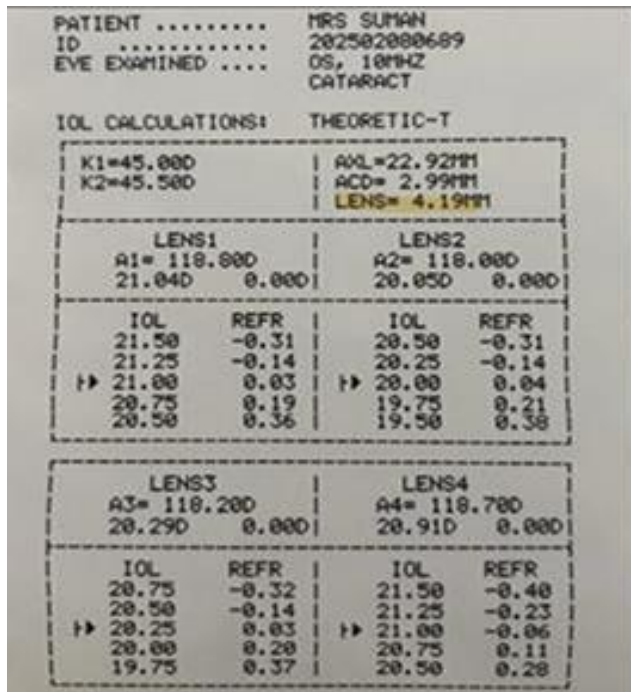 PATIENT ......... MRS SUMAN
ID ............ 202502080689
EYE EXAMINED .... OS, 10MHZ
CATARACT
IOL CALCULATIONS: THEORETIC-T
K1=45.00D
K2=45.50D
AXL=22.92MM
ACD= 2.99MM
LENS= 4.19MM
LENS1
A1= 118.80D
21.04D 0.00D
LENS2
A2= 118.00D
20.05D 0.00D
IOL REFR
21.50 -0.31
21.25 -0.14
21.00 0.03
20.75 0.19
20.50 0.36
IOL REFR
20.50 -0.31
20.25 -0.14
20.00 0.04
19.75 0.21
19.50 0.38
LENS3
A3= 118.20D
20.29D 0.00D
LENS4
A4= 118.70D
20.91D 0.00D
IOL REFR
20.75 -0.32
20.50 -0.14
20.25 0.03
20.00 0.20
19.75 0.37
IOL REFR
21.50 -0.40
21.25 -0.23
21.00 -0.06
20.75 0.11
20.50 0.28